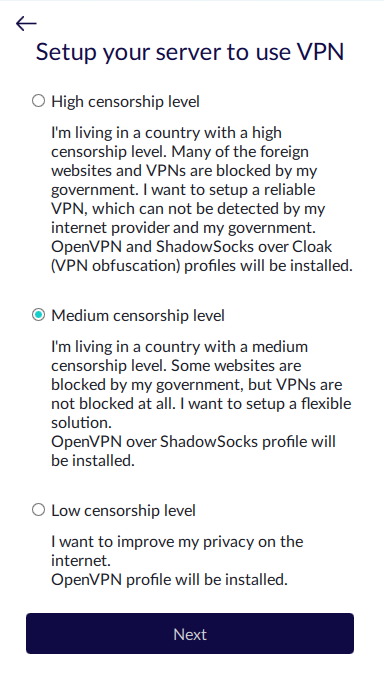 Setup your server to use VPN
High censorship level
I'm living in a country with a high
censorship level. Many of the foreign
websites and VPNs are blocked by my
government. I want to setup a reliable
VPN, which can not be detected by my
internet provider and my government.
OpenVPN and ShadowSocks over Cloak
(VPN obfuscation) profiles will be installed.
Medium censorship level
I'm living in a country with a medium
censorship level. Some websites are
blocked by my government, but VPNs are
not blocked at all. I want to setup a flexible
solution.
OpenVPN over ShadowSocks profile will
be installed.
Low censorship level
I want to improve my privacy on the
internet.
OpenVPN profile will be installed.
Next